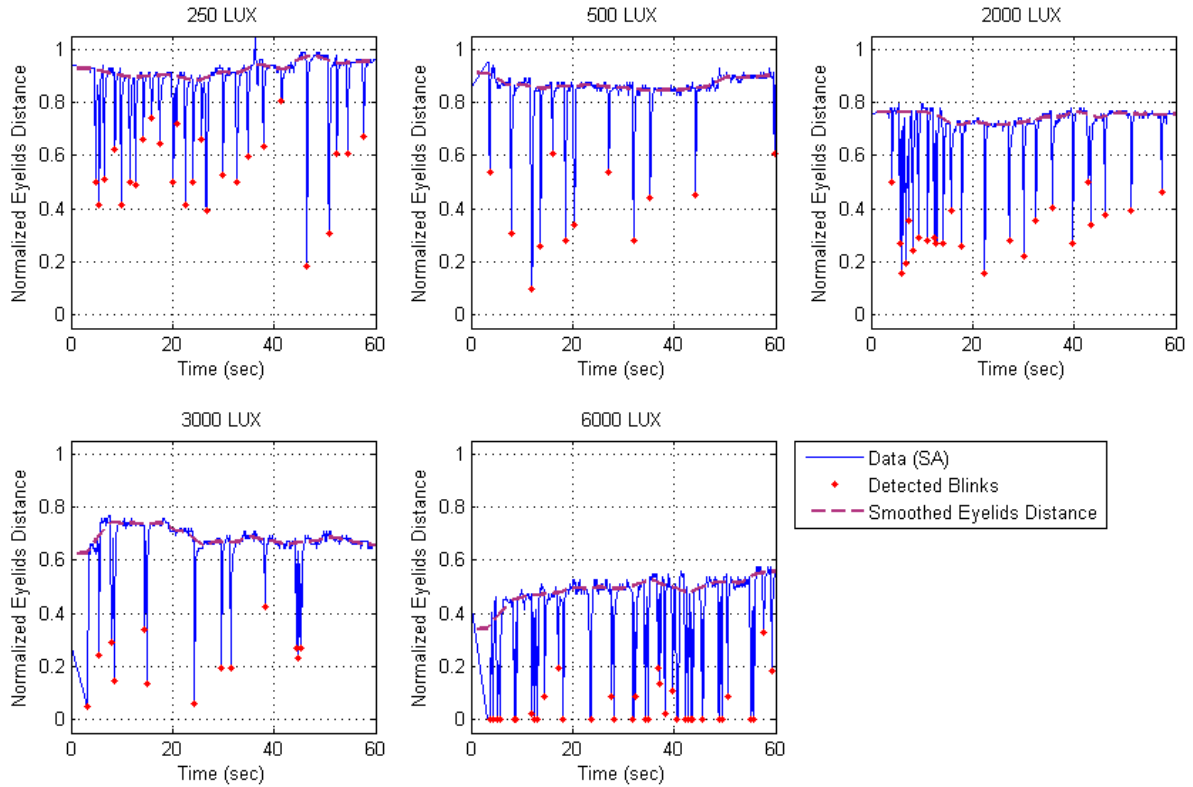 250 LUX
Normalized Eyelids Distance
1
0.8
0.6
0.4
0.2
0
0 20 40 60
Time (sec)
500 LUX
Normalized Eyelids Distance
1
0.8
0.6
0.4
0.2
0
0 20 40 60
Time (sec)
2000 LUX
Normalized Eyelids Distance
1
0.8
0.6
0.4
0.2
0
0 20 40 60
Time (sec)
3000 LUX
Normalized Eyelids Distance
1
0.8
0.6
0.4
0.2
0
0 20 40 60
Time (sec)
6000 LUX
Normalized Eyelids Distance
1
0.8
0.6
0.4
0.2
0
0 20 40 60
Time (sec)
Data (SA)
Detected Blinks
Smoothed Eyelids Distance